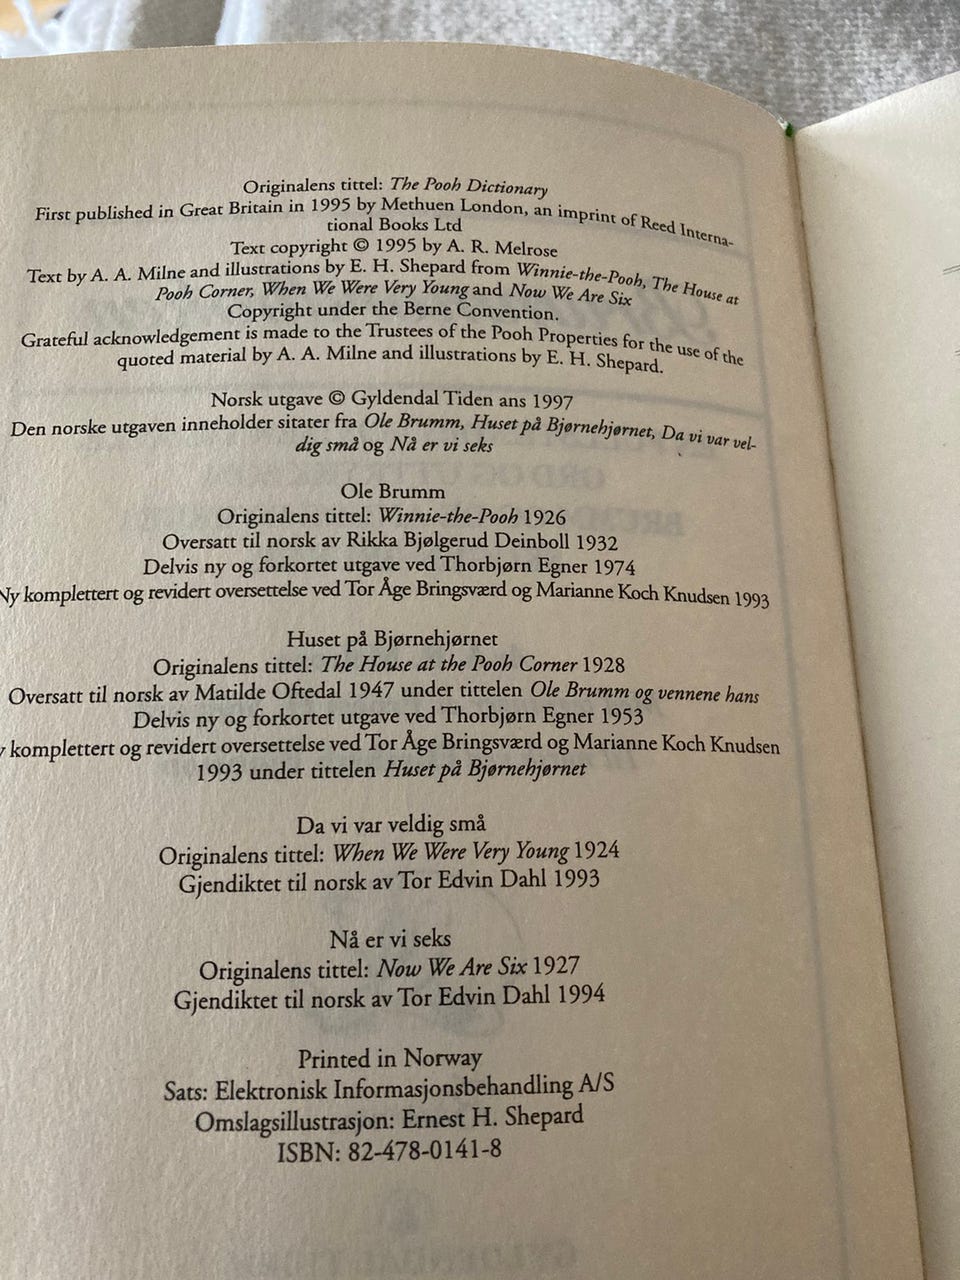 Originalens tittel: The Pooh Dictionary
First published in Great Britain in 1995 by Methuen London, an imprint of Reed Interna-
tional Books Ltd
Text copyright © 1995 by A. R. Melrose
Text by A. A. Milne and illustrations by E. H. Shepard from Winnie-the-Pooh, The House at
Pooh Corner, When We Were Very Young and Now We Are Six
Copyright under the Berne Convention.
Grateful acknowledgement is made to the Trustees of the Pooh Properties for the use of the
quoted material by A. A. Milne and illustrations by E. H. Shepard.
Norsk utgave © Gyldendal Tiden ans 1997
Den norske utgaven inneholder sitater fra Ole Brumm, Huset på Bjørnehjørnet, Da vi var vel-
dig små og Nå er vi seks
Ole Brumm
Originalens tittel: Winnie-the-Pooh 1926
Oversatt til norsk av Rikka Bjølgerud Deinboll 1932
Delvis ny og forkortet utgave ved Thorbjørn Egner 1974
Ny komplettert og revidert oversettelse ved Tor Åge Bringsværd og Marianne Koch Knudsen 1993
Huset på Bjørnehjørnet
Originalens tittel: The House at the Pooh Corner 1928
Oversatt til norsk av Matilde Oftedal 1947 under tittelen Ole Brumm og vennene hans
Delvis ny og forkortet utgave ved Thorbjørn Egner 1953
komplettert og revidert oversettelse ved Tor Åge Bringsværd og Marianne Koch Knudsen
1993 under tittelen Huset på Bjørnehjørnet
Da vi var veldig små
Originalens tittel: When We Were Very Young 1924
Gjendiktet til norsk av Tor Edvin Dahl 1993
Nå er vi seks
Originalens tittel: Now We Are Six 1927
Gjendiktet til norsk av Tor Edvin Dahl 1994
Printed in Norway
Sats: Elektronisk Informasjonsbehandling A/S
Omslagsillustrasjon: Ernest H. Shepard
ISBN: 82-478-0141-8